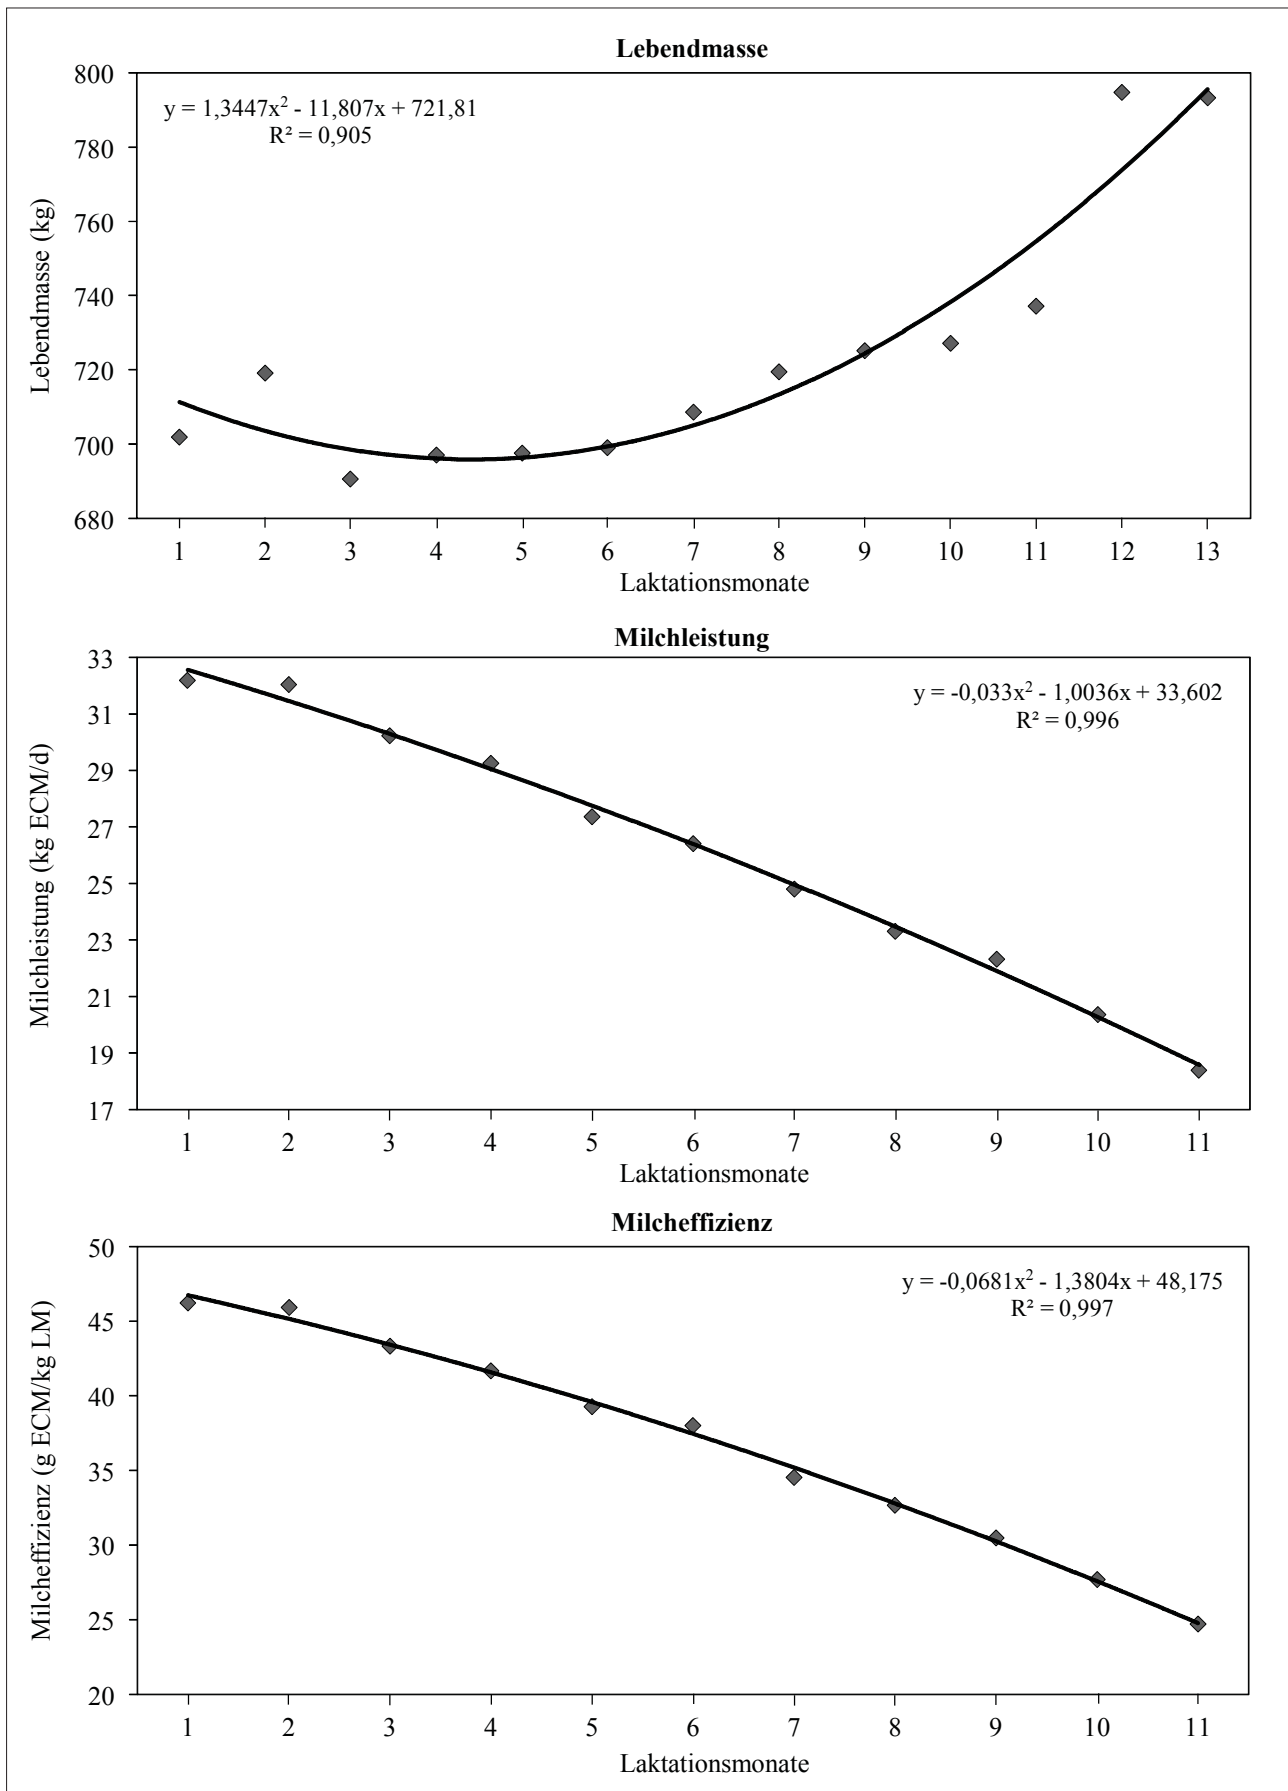 Lebendmasse
800
780
760
740
720
700
680
Lebendmasse (kg)
y = 1,3447x² - 11,807x + 721,81
R² = 0,905
1 2 3 4 5 6 7 8 9 10 11 12 13
Laktationsmonate
Milchleistung
33
31
29
27
25
23
21
19
17
Milchleistung (kg ECM/d)
y = -0,033x² - 1,0036x + 33,602
R² = 0,996
1 2 3 4 5 6 7 8 9 10 11
Laktationsmonate
Milcheffizienz
50
45
40
35
30
25
20
Milcheffizienz (g ECM/kg LM)
y = -0,0681x² - 1,3804x + 48,175
R² = 0,997
1 2 3 4 5 6 7 8 9 10 11
Laktationsmonate